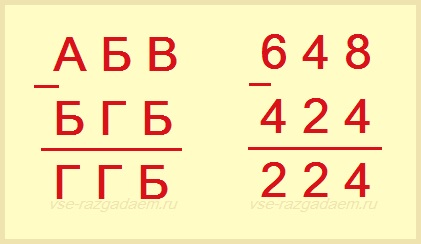 А Б В
−
Б Г Б
Г Г Б
vse-razgadaem.ru
6 4 8
−
4 2 4
2 2 4
vse-razgadaem.ru